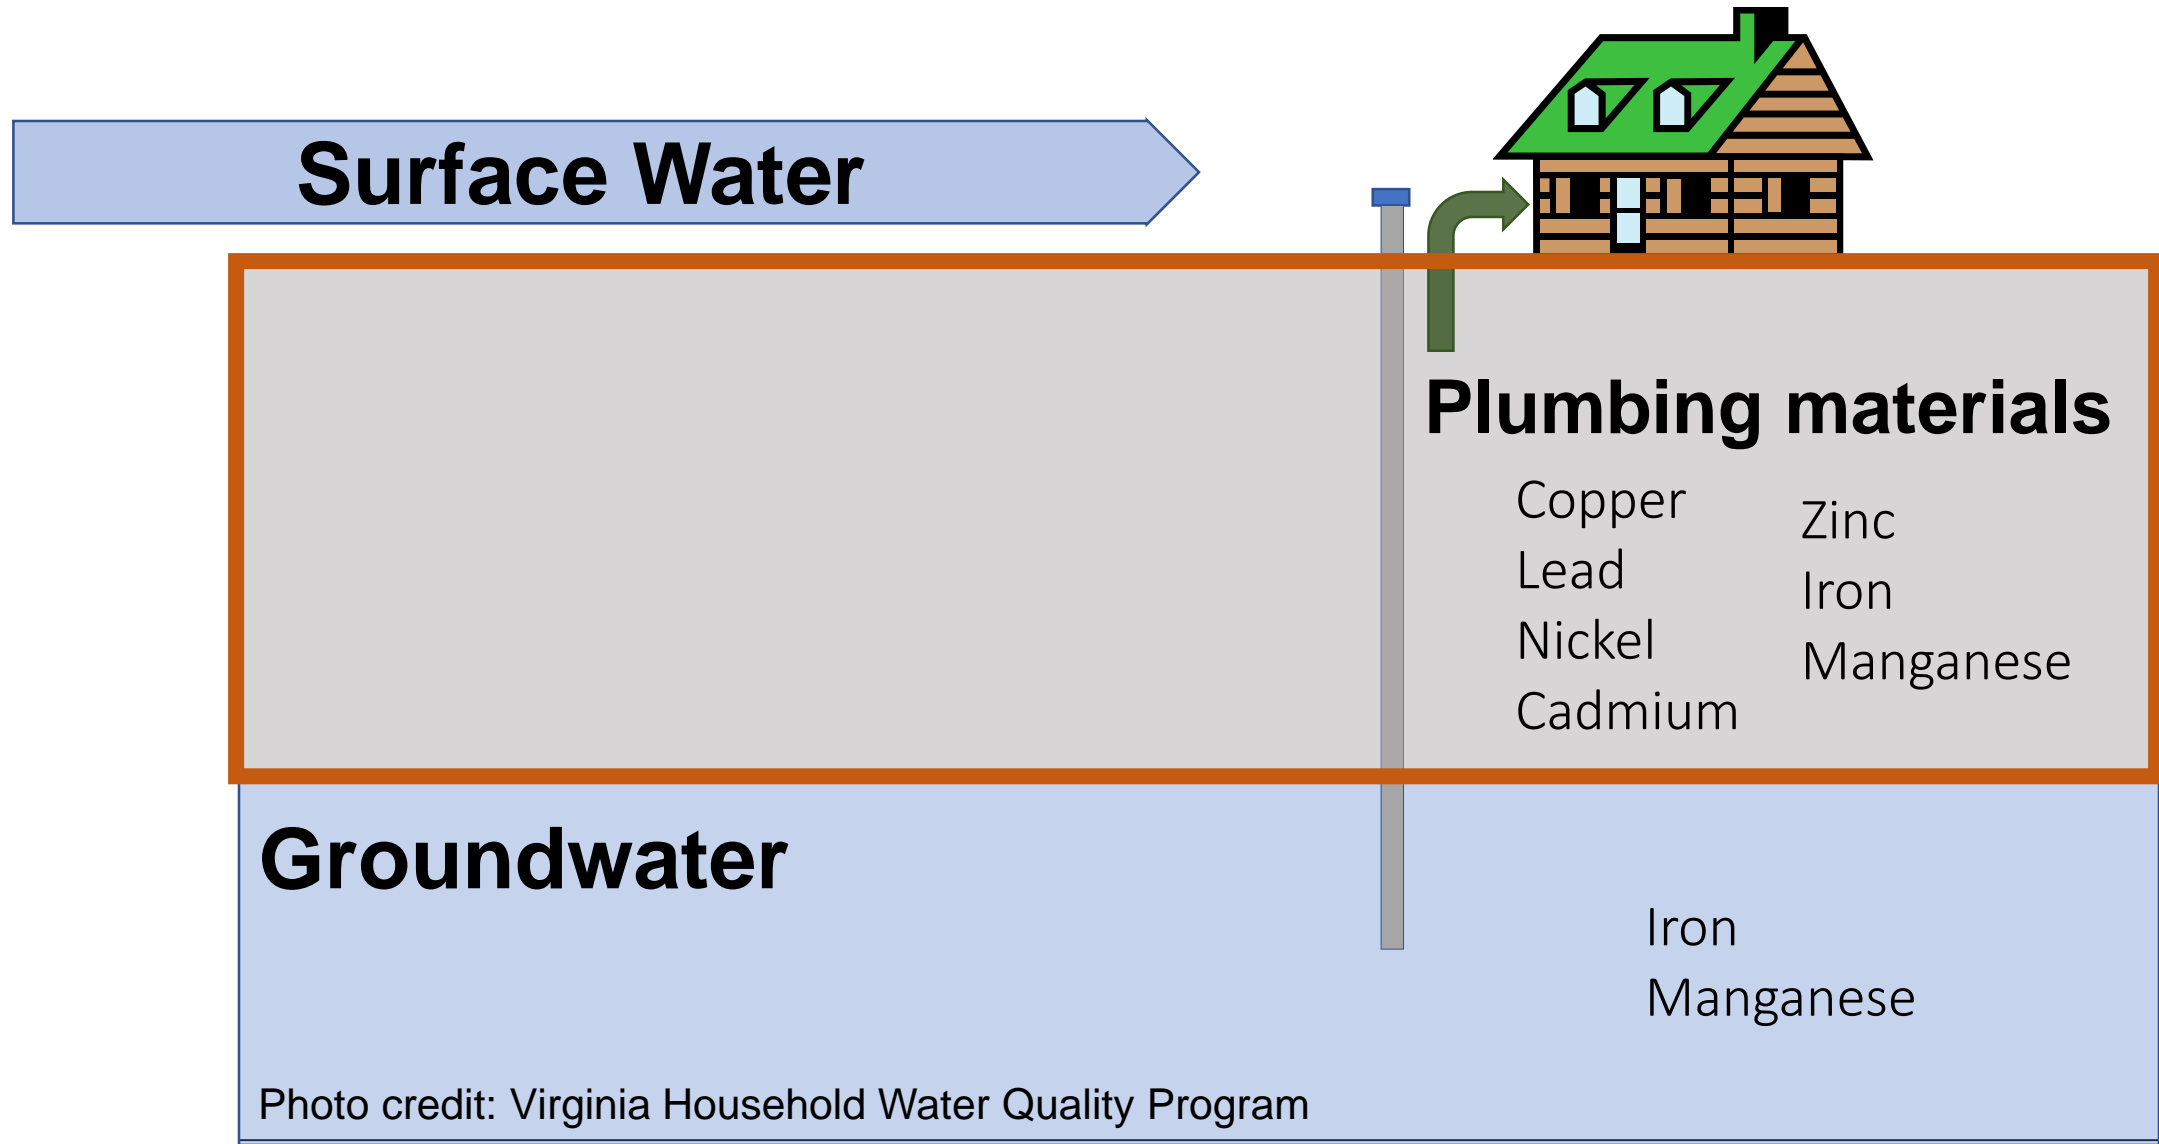 Surface Water
Plumbing materials
Copper
Lead
Nickel
Cadmium
Zinc
Iron
Manganese
Groundwater
Iron
Manganese
Photo credit: Virginia Household Water Quality Program